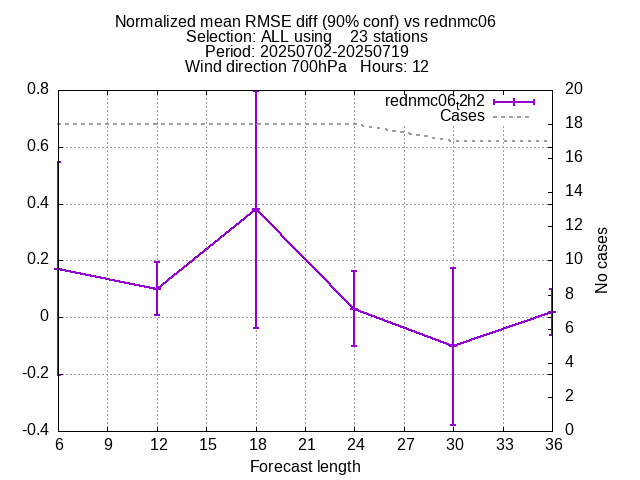 Normalized mean RMSE diff (90% conf) vs rednmc06
Selection: ALL using    23 stations
Period: 20250702-20250719
Wind direction 700hPa   Hours: 12
rednmc06_t2h2
Cases
0.8
0.6
0.4
0.2
0
-0.2
-0.4
20
18
16
14
12
10
8
6
4
2
0
No cases
6 9 12 15 18 21 24 27 30 33 36
Forecast length